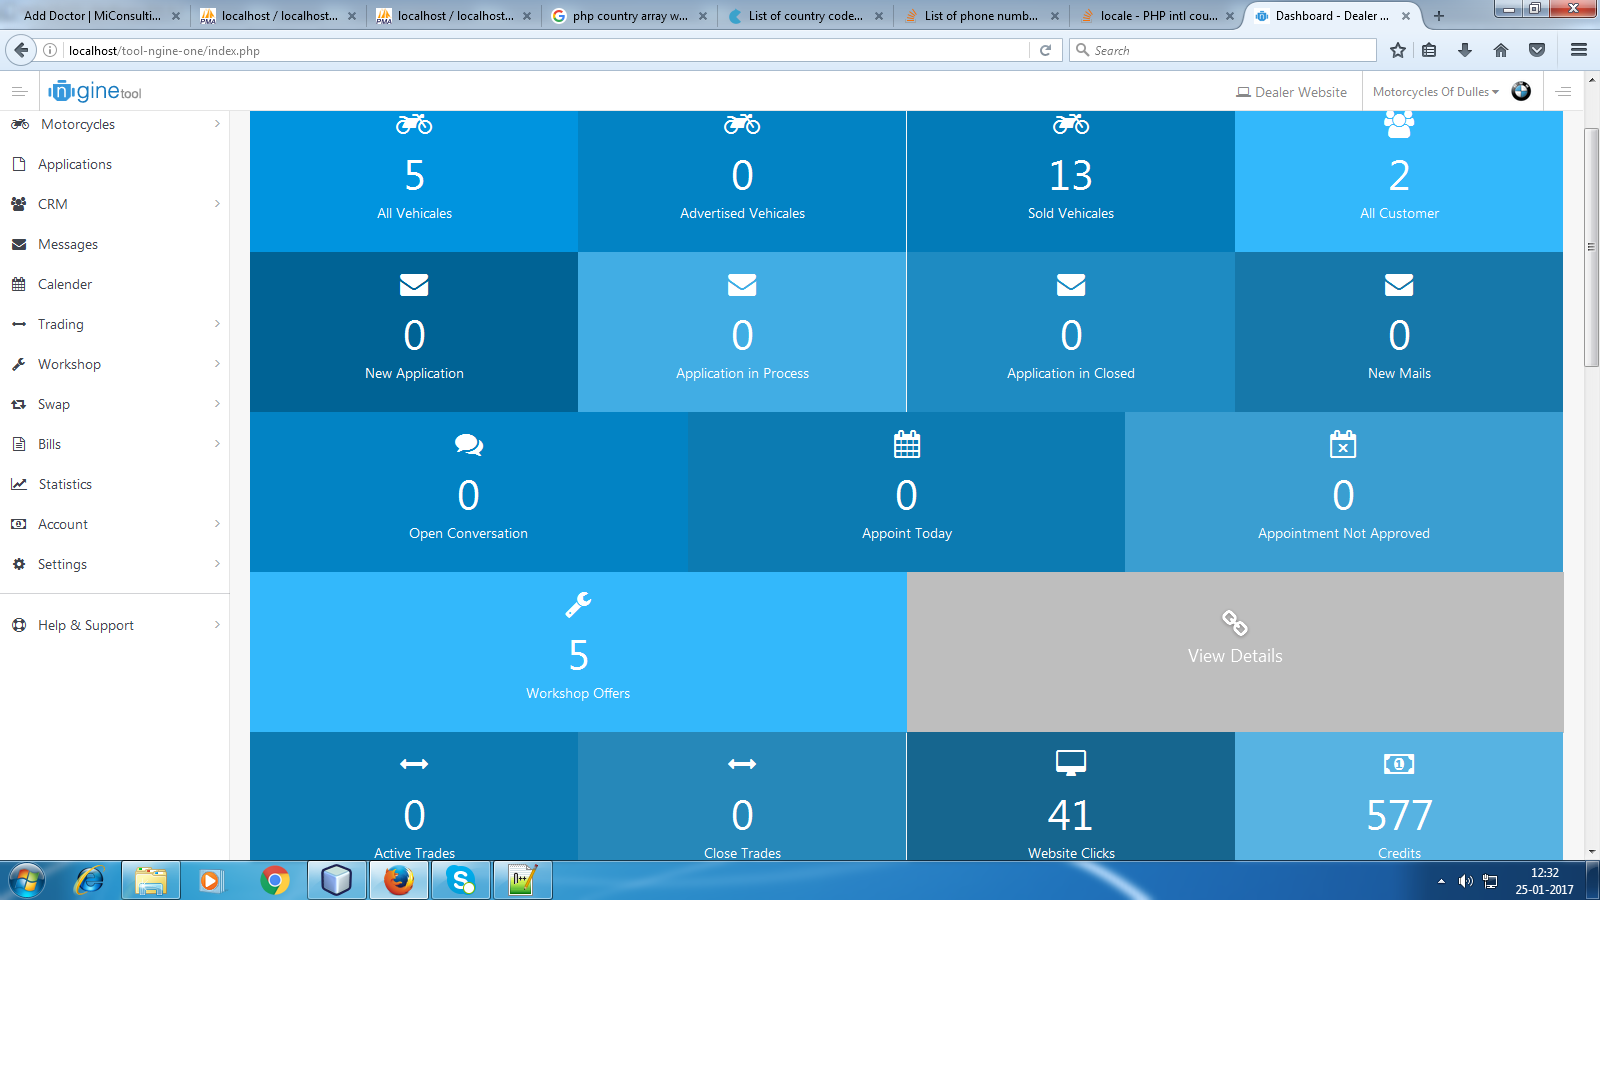 Add Doctor | MiConsulti...
localhost / localhost...
localhost / localhost...
php country array w...
List of country code...
List of phone numb...
locale - PHP intl cou...
Dashboard - Dealer ...
localhost/tool-ngine-one/index.php
Search
ngine tool
Dealer Website
Motorcycles Of Dulles
Motorcycles
Applications
CRM
Messages
Calender
Trading
Workshop
Swap
Bills
Statistics
Account
Settings
Help & Support
5
All Vehicales
0
Advertised Vehicales
13
Sold Vehicales
2
All Customer
0
New Application
0
Application in Process
0
Application in Closed
0
New Mails
0
Open Conversation
0
Appoint Today
0
Appointment Not Approved
5
Workshop Offers
View Details
0
Active Trades
0
Close Trades
41
Website Clicks
577
Credits
12:32
25-01-2017